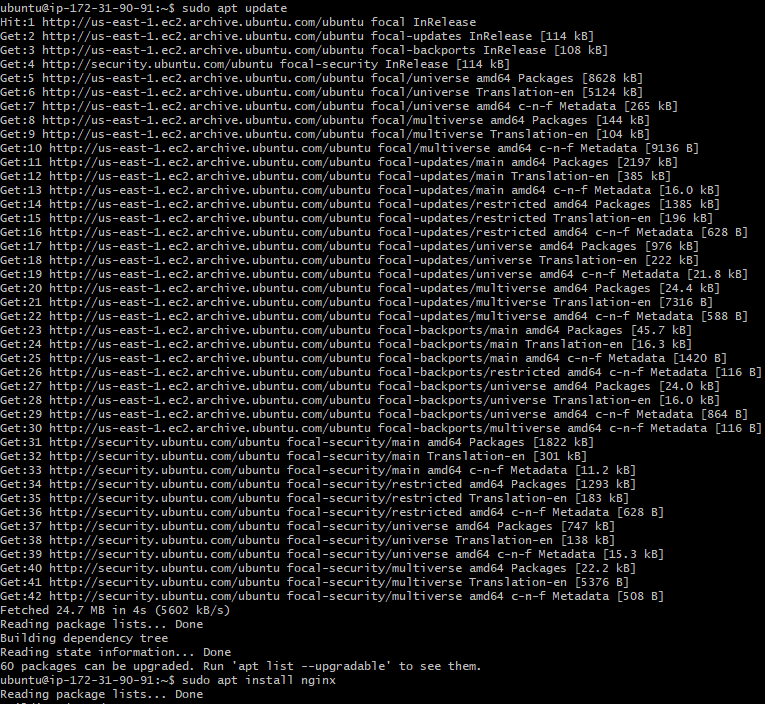 ubuntu@ip-172-31-90-91:~$ sudo apt update
Hit:1 http://us-east-1.ec2.archive.ubuntu.com/ubuntu focal InRelease
Get:2 http://us-east-1.ec2.archive.ubuntu.com/ubuntu focal-updates InRelease [114 kB]
Get:3 http://us-east-1.ec2.archive.ubuntu.com/ubuntu focal-backports InRelease [108 kB]
Get:4 http://security.ubuntu.com/ubuntu focal-security InRelease [114 kB]
Get:5 http://us-east-1.ec2.archive.ubuntu.com/ubuntu focal/universe amd64 Packages [8628 kB]
Get:6 http://us-east-1.ec2.archive.ubuntu.com/ubuntu focal/universe Translation-en [5124 kB]
Get:7 http://us-east-1.ec2.archive.ubuntu.com/ubuntu focal/universe amd64 c-n-f Metadata [265 kB]
Get:8 http://us-east-1.ec2.archive.ubuntu.com/ubuntu focal/multiverse amd64 Packages [144 kB]
Get:9 http://us-east-1.ec2.archive.ubuntu.com/ubuntu focal/multiverse Translation-en [104 kB]
Get:10 http://us-east-1.ec2.archive.ubuntu.com/ubuntu focal/multiverse amd64 c-n-f Metadata [9136 B]
Get:11 http://us-east-1.ec2.archive.ubuntu.com/ubuntu focal-updates/main amd64 Packages [2197 kB]
Get:12 http://us-east-1.ec2.archive.ubuntu.com/ubuntu focal-updates/main Translation-en [385 kB]
Get:13 http://us-east-1.ec2.archive.ubuntu.com/ubuntu focal-updates/main amd64 c-n-f Metadata [16.0 kB]
Get:14 http://us-east-1.ec2.archive.ubuntu.com/ubuntu focal-updates/restricted amd64 Packages [1385 kB]
Get:15 http://us-east-1.ec2.archive.ubuntu.com/ubuntu focal-updates/restricted Translation-en [196 kB]
Get:16 http://us-east-1.ec2.archive.ubuntu.com/ubuntu focal-updates/restricted amd64 c-n-f Metadata [628 B]
Get:17 http://us-east-1.ec2.archive.ubuntu.com/ubuntu focal-updates/universe amd64 Packages [976 kB]
Get:18 http://us-east-1.ec2.archive.ubuntu.com/ubuntu focal-updates/universe Translation-en [222 kB]
Get:19 http://us-east-1.ec2.archive.ubuntu.com/ubuntu focal-updates/universe amd64 c-n-f Metadata [21.8 kB]
Get:20 http://us-east-1.ec2.archive.ubuntu.com/ubuntu focal-updates/multiverse amd64 Packages [24.4 kB]
Get:21 http://us-east-1.ec2.archive.ubuntu.com/ubuntu focal-updates/multiverse Translation-en [7316 B]
Get:22 http://us-east-1.ec2.archive.ubuntu.com/ubuntu focal-updates/multiverse amd64 c-n-f Metadata [588 B]
Get:23 http://us-east-1.ec2.archive.ubuntu.com/ubuntu focal-backports/main amd64 Packages [45.7 kB]
Get:24 http://us-east-1.ec2.archive.ubuntu.com/ubuntu focal-backports/main Translation-en [16.3 kB]
Get:25 http://us-east-1.ec2.archive.ubuntu.com/ubuntu focal-backports/main amd64 c-n-f Metadata [1420 B]
Get:26 http://us-east-1.ec2.archive.ubuntu.com/ubuntu focal-backports/restricted amd64 c-n-f Metadata [116 B]
Get:27 http://us-east-1.ec2.archive.ubuntu.com/ubuntu focal-backports/universe amd64 Packages [24.0 kB]
Get:28 http://us-east-1.ec2.archive.ubuntu.com/ubuntu focal-backports/universe Translation-en [16.0 kB]
Get:29 http://us-east-1.ec2.archive.ubuntu.com/ubuntu focal-backports/universe amd64 c-n-f Metadata [864 B]
Get:30 http://us-east-1.ec2.archive.ubuntu.com/ubuntu focal-backports/multiverse amd64 c-n-f Metadata [116 B]
Get:31 http://security.ubuntu.com/ubuntu focal-security/main amd64 Packages [1822 kB]
Get:32 http://security.ubuntu.com/ubuntu focal-security/main Translation-en [301 kB]
Get:33 http://security.ubuntu.com/ubuntu focal-security/main amd64 c-n-f Metadata [11.2 kB]
Get:34 http://security.ubuntu.com/ubuntu focal-security/restricted amd64 Packages [1293 kB]
Get:35 http://security.ubuntu.com/ubuntu focal-security/restricted Translation-en [183 kB]
Get:36 http://security.ubuntu.com/ubuntu focal-security/restricted amd64 c-n-f Metadata [628 B]
Get:37 http://security.ubuntu.com/ubuntu focal-security/universe amd64 Packages [747 kB]
Get:38 http://security.ubuntu.com/ubuntu focal-security/universe Translation-en [138 kB]
Get:39 http://security.ubuntu.com/ubuntu focal-security/universe amd64 c-n-f Metadata [15.3 kB]
Get:40 http://security.ubuntu.com/ubuntu focal-security/multiverse amd64 Packages [22.2 kB]
Get:41 http://security.ubuntu.com/ubuntu focal-security/multiverse Translation-en [5376 B]
Get:42 http://security.ubuntu.com/ubuntu focal-security/multiverse amd64 c-n-f Metadata [508 B]
Fetched 24.7 MB in 4s (5602 kB/s)
Reading package lists... Done
Building dependency tree
Reading state information... Done
60 packages can be upgraded. Run 'apt list --upgradable' to see them.
ubuntu@ip-172-31-90-91:~$ sudo apt install nginx
Reading package lists... Done